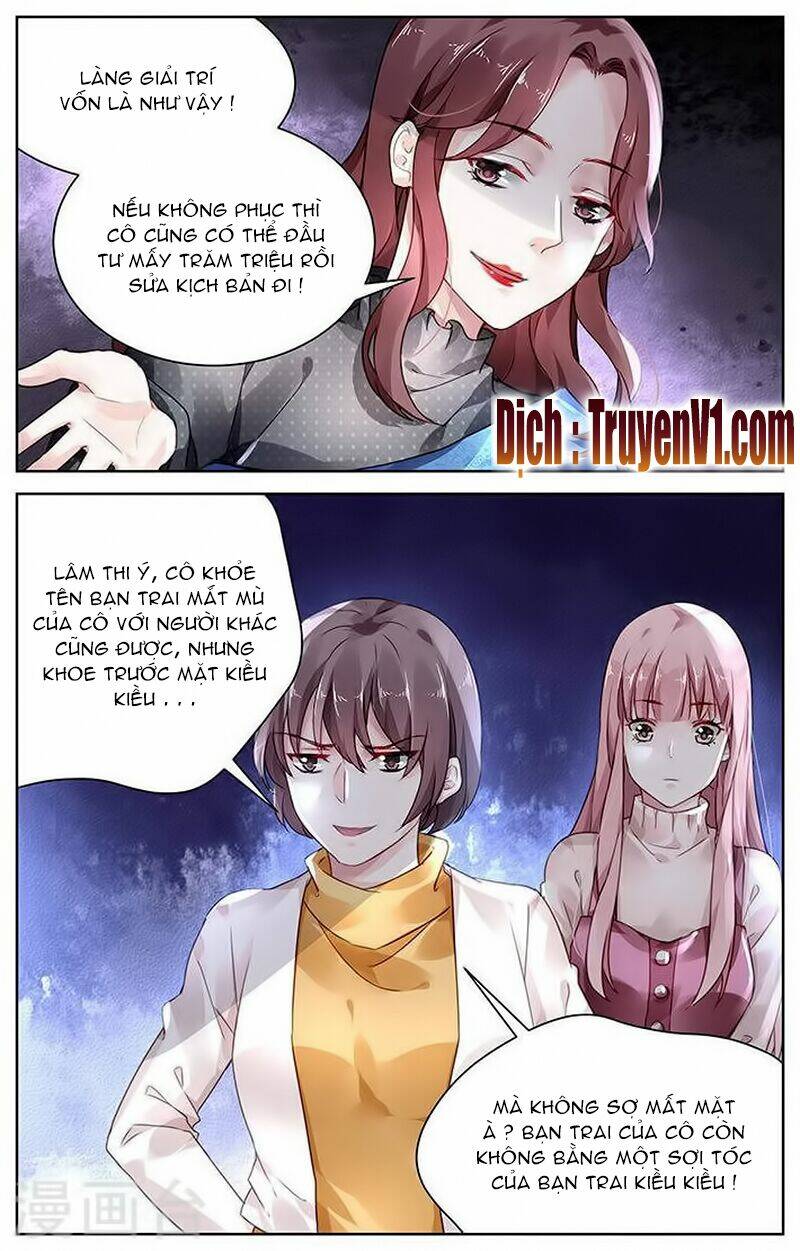 LÀNG GIẢI TRÍ
VỐN LÀ NHƯ VẬY !
NẾU KHÔNG PHỤC THÌ
CÔ CŨNG CÓ THỂ ĐẦU
TƯ MẤY TRĂM TRIỆU RỒI
SỬA KỊCH BẢN ĐI !
Dịch : TruyenV1.com
LÂM THI Ý, CÔ KHỎE
TÊN BẠN TRAI MẮT MÙ
CỦA CÔ VỚI NGƯỜI KHÁC
CŨNG ĐƯỢC, NHƯNG
KHOE TRƯỚC MẶT KIỀU
KIỀU . . .
MÀ KHÔNG SỢ MẤT MẶT
À ? BẠN TRAI CỦA CÔ CÒN
KHÔNG BẰNG MỘT SỢI TÓC
CỦA BẠN TRAI KIỀU KIỀU !
漫画台